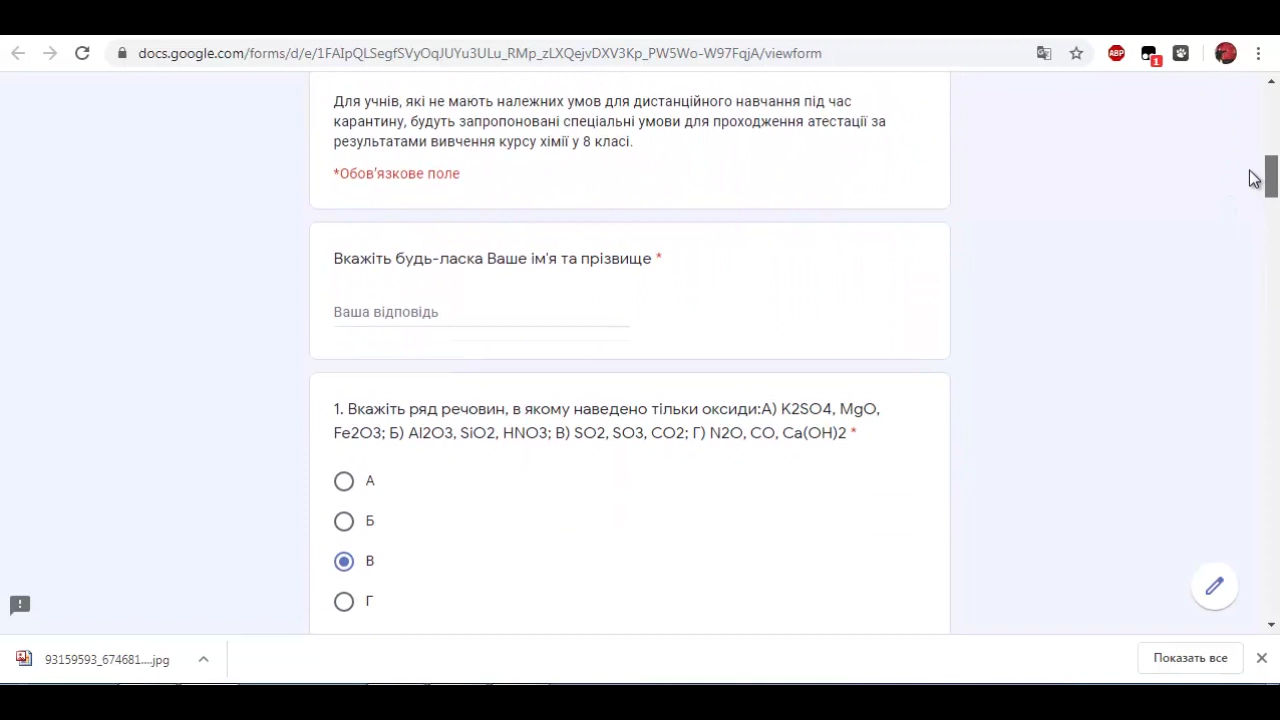 docs.google.com/forms/d/e/1FAIpQLSegfSVvOqJUYu3ULu_RMp_zLXQejvDXV3Kp_PW5Wo-W97FqjA/viewform
ABP
1
Для учнів, які не мають належних умов для дистанційного навчання під час
карантину, будуть запропоновані спеціальні умови для проходження атестації за
результатами вивчення курсу хімії у 8 класі.
*Обов'язкове поле
Вкажіть будь-ласка Ваше ім'я та прізвище *
Ваша відповідь
1. Вкажіть ряд речовин, в якому наведено тільки оксиди:А) K2SO4, MgO,
Fe2O3; Б) Al2O3, SiO2, HNO3; В) SO2, SO3, CO2; Г) N2O, CO, Ca(OH)2 *
А
Б
В
Г
93159593_674681....jpg
Показать все